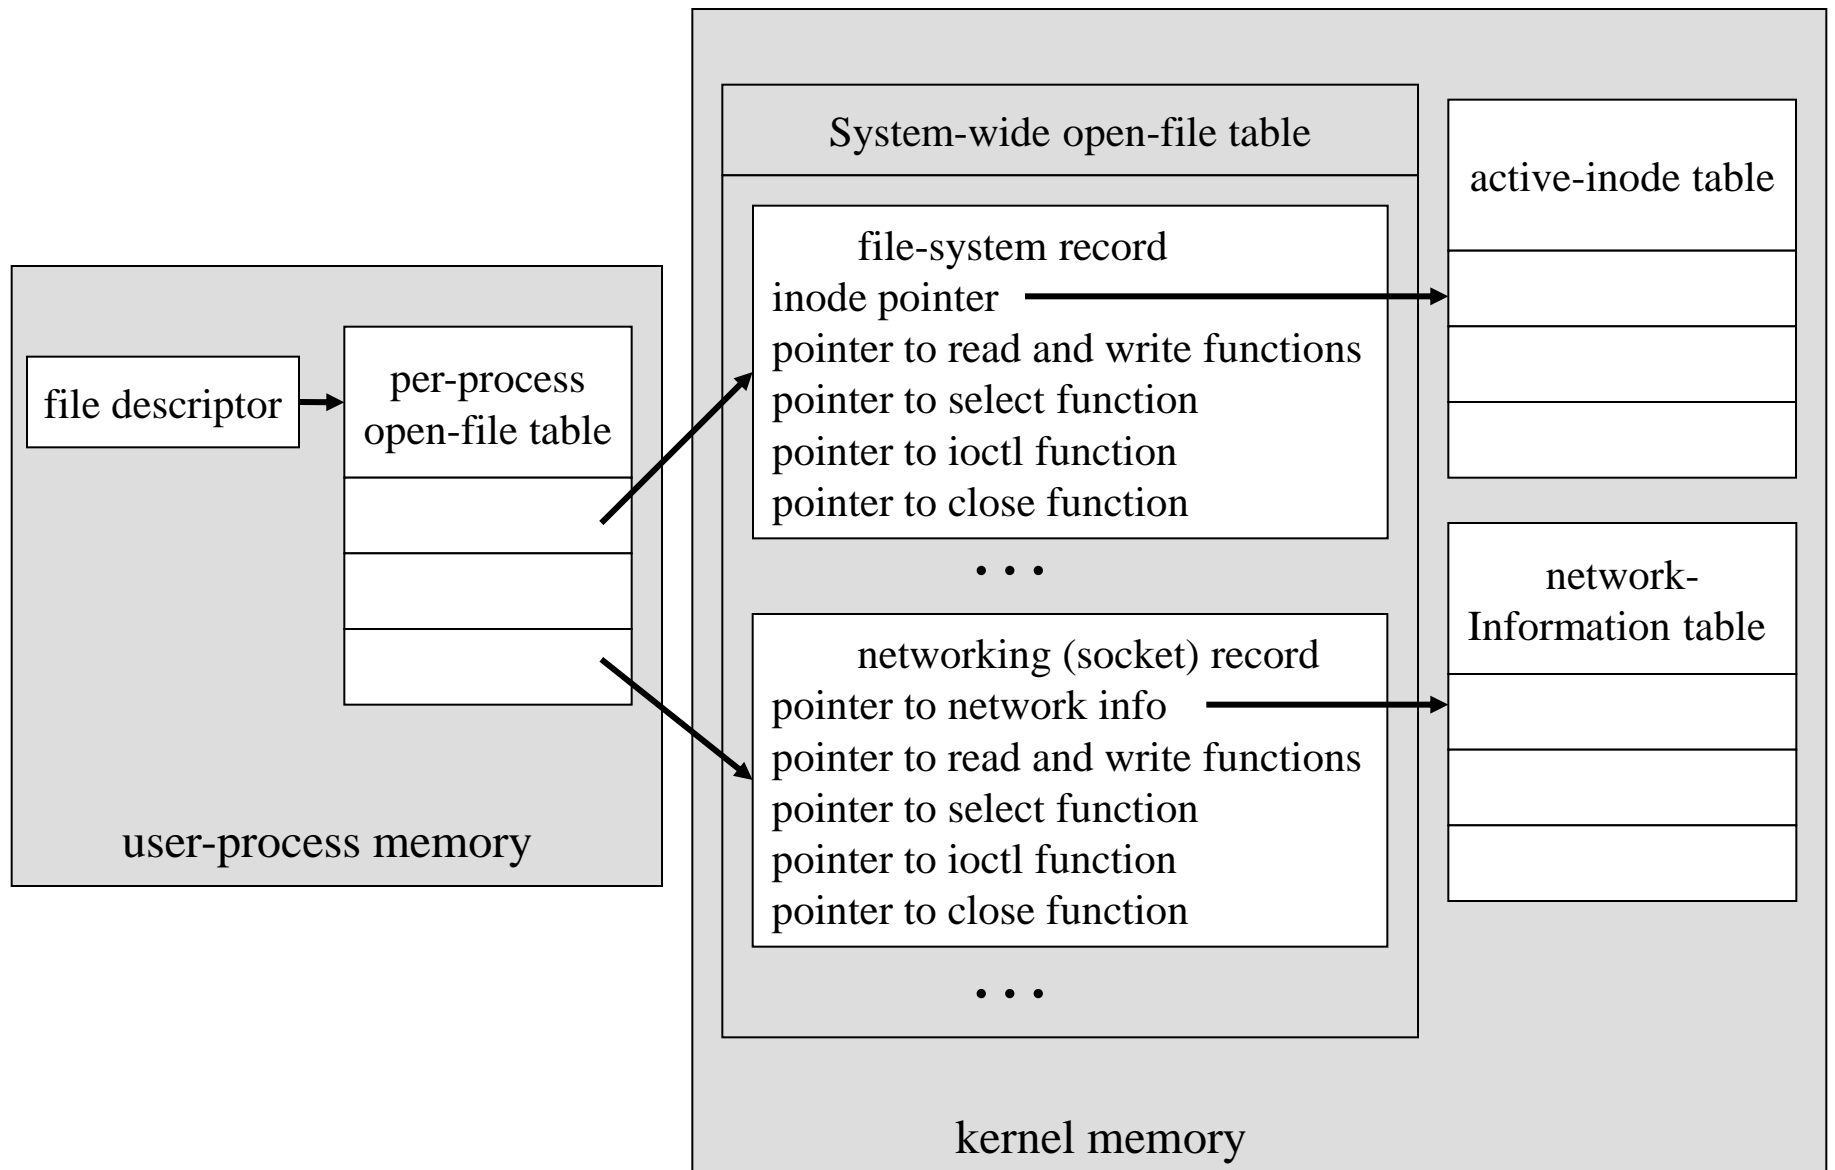 file descriptor
per-process
open-file table
user-process memory
System-wide open-file table
file-system record
inode pointer
pointer to read and write functions
pointer to select function
pointer to ioctl function
pointer to close function
. . .
networking (socket) record
pointer to network info
pointer to read and write functions
pointer to select function
pointer to ioctl function
pointer to close function
. . .
active-inode table
network-
Information table
kernel memory